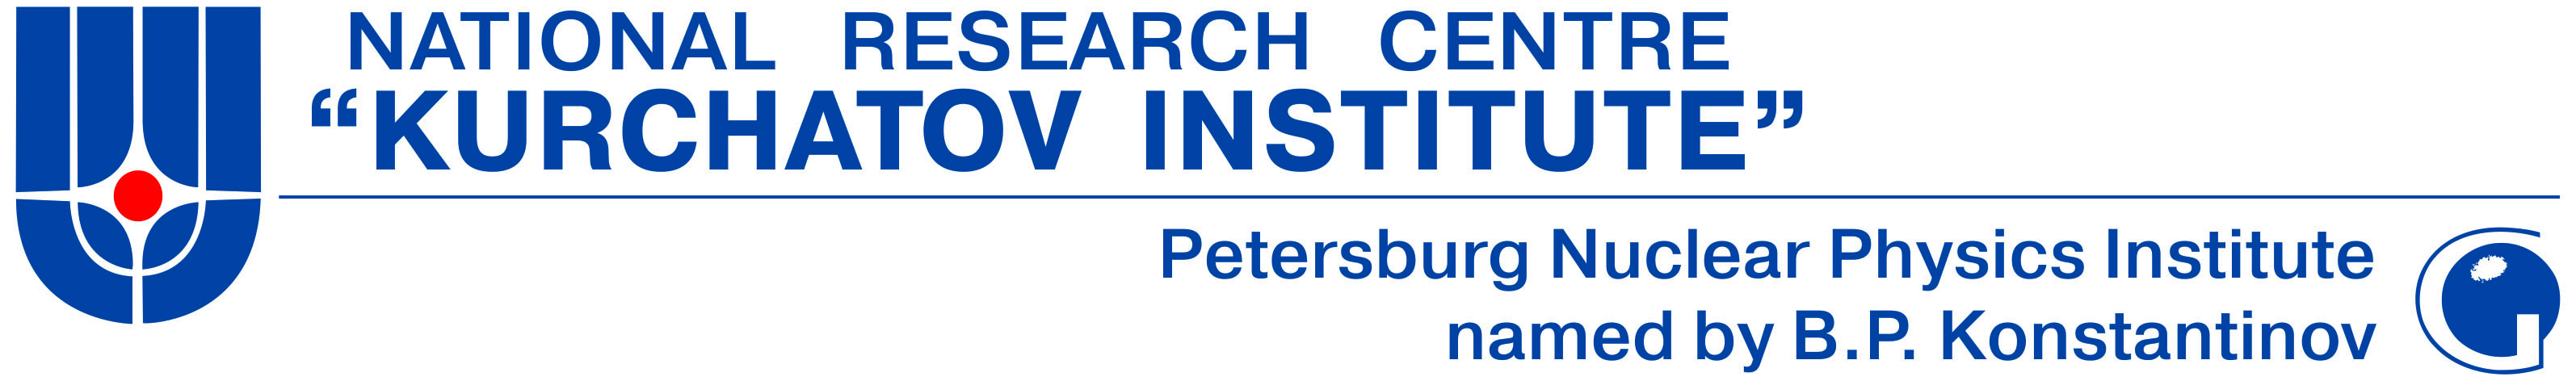 NATIONAL RESEARCH CENTRE
“KURCHATOV INSTITUTE”
Petersburg Nuclear Physics Institute
named by B.P. Konstantinov